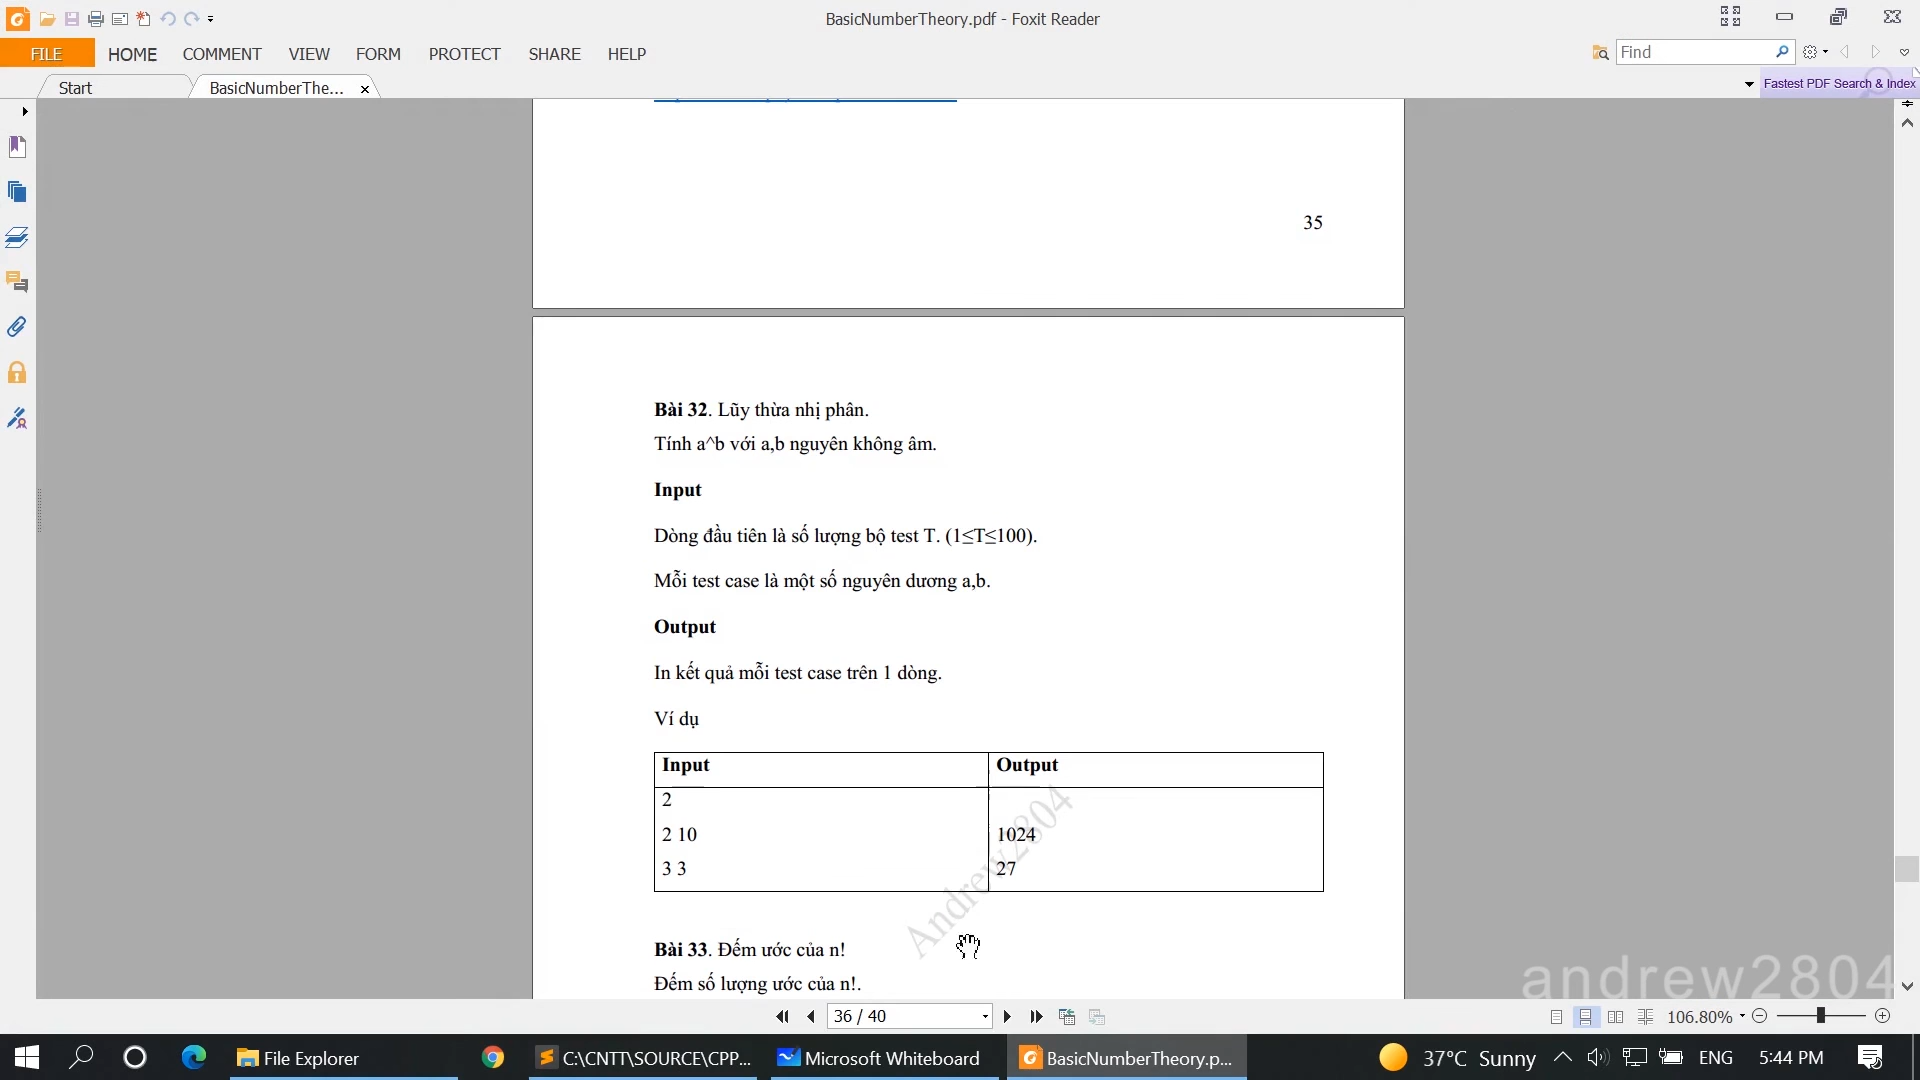 BasicNumberTheory.pdf - Foxit Reader
FILE HOME COMMENT VIEW FORM PROTECT SHARE HELP
Find
Start
BasicNumberThe...
Fastest PDF Search & Index
35
Bài 32. Lũy thừa nhị phân.
Tính a^b với a,b nguyên không âm.
Input
Dòng đầu tiên là số lượng bộ test T. (1≤T≤100).
Mỗi test case là một số nguyên dương a,b.
Output
In kết quả mỗi test case trên 1 dòng.
Ví dụ
Input Output
2
2 10 1024
3 3 27
Andrew2804
Bài 33. Đếm ước của n!
Đếm số lượng ước của n!.
andrew2804
36 / 40
106.80%
File Explorer
C:\CNTT\SOURCE\CPP...
Microsoft Whiteboard
BasicNumberTheory.p...
37°C Sunny
ENG
5:44 PM